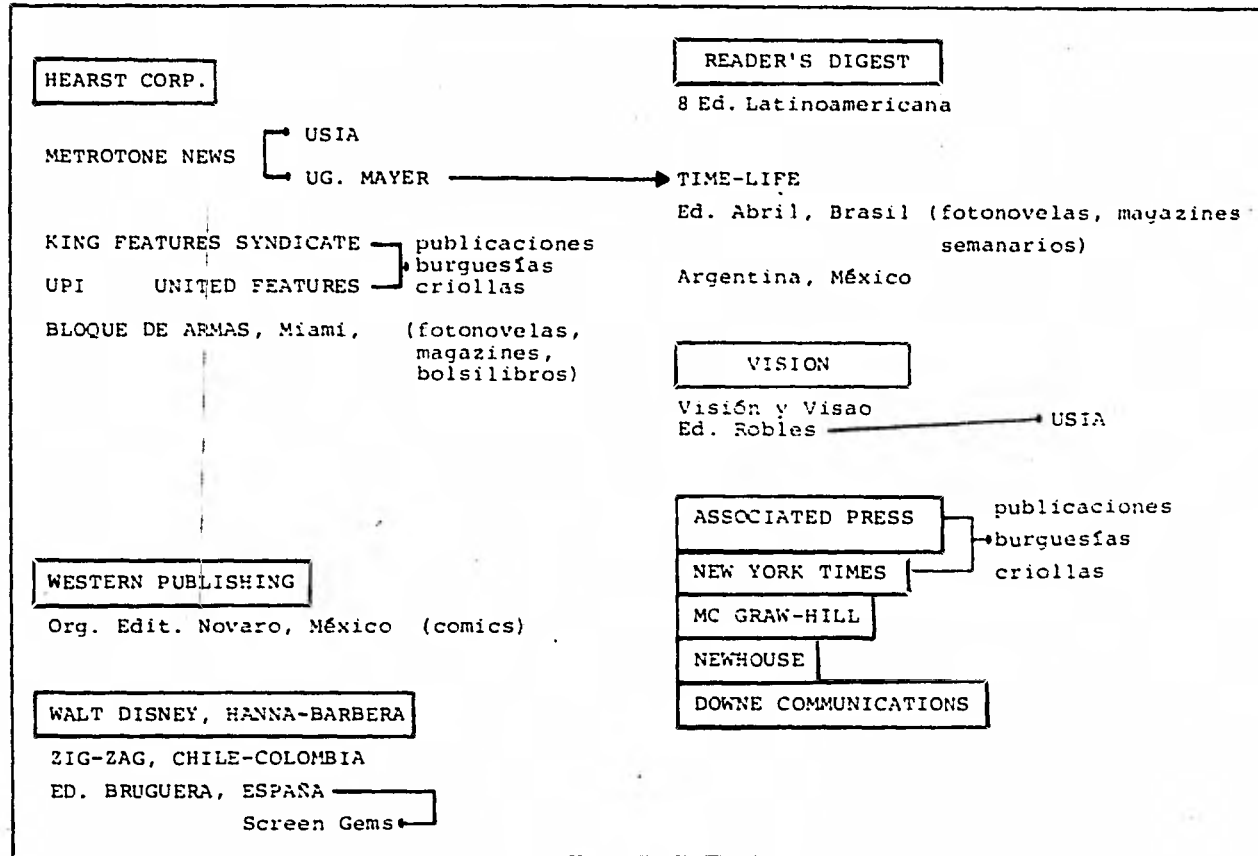 HEARST CORP.
METROTONE NEWS
USIA
UG. MAYER
KING FEATURES SYNDICATE
UPI UNITED FEATURES
publicaciones
burguesías
criollas
BLOQUE DE ARMAS, Miami, (fotonovelas,
magazines,
bolsilibros)
WESTERN PUBLISHING
Org. Edit. Novaro, México (comics)
WALT DISNEY, HANNA-BARBERA
ZIG-ZAG, CHILE-COLOMBIA
ED. BRUGUERA, ESPAÑA
Screen Gems
READER'S DIGEST
8 Ed. Latinoamericana
TIME-LIFE
Ed. Abril, Brasil (fotonovelas, magazines
semanarios)
Argentina, México
VISION
Visión y Visao
Ed. Robles
USIA
ASSOCIATED PRESS
NEW YORK TIMES
publicaciones
burguesías
criollas
MC GRAW-HILL
NEWHOUSE
DOWNE COMMUNICATIONS